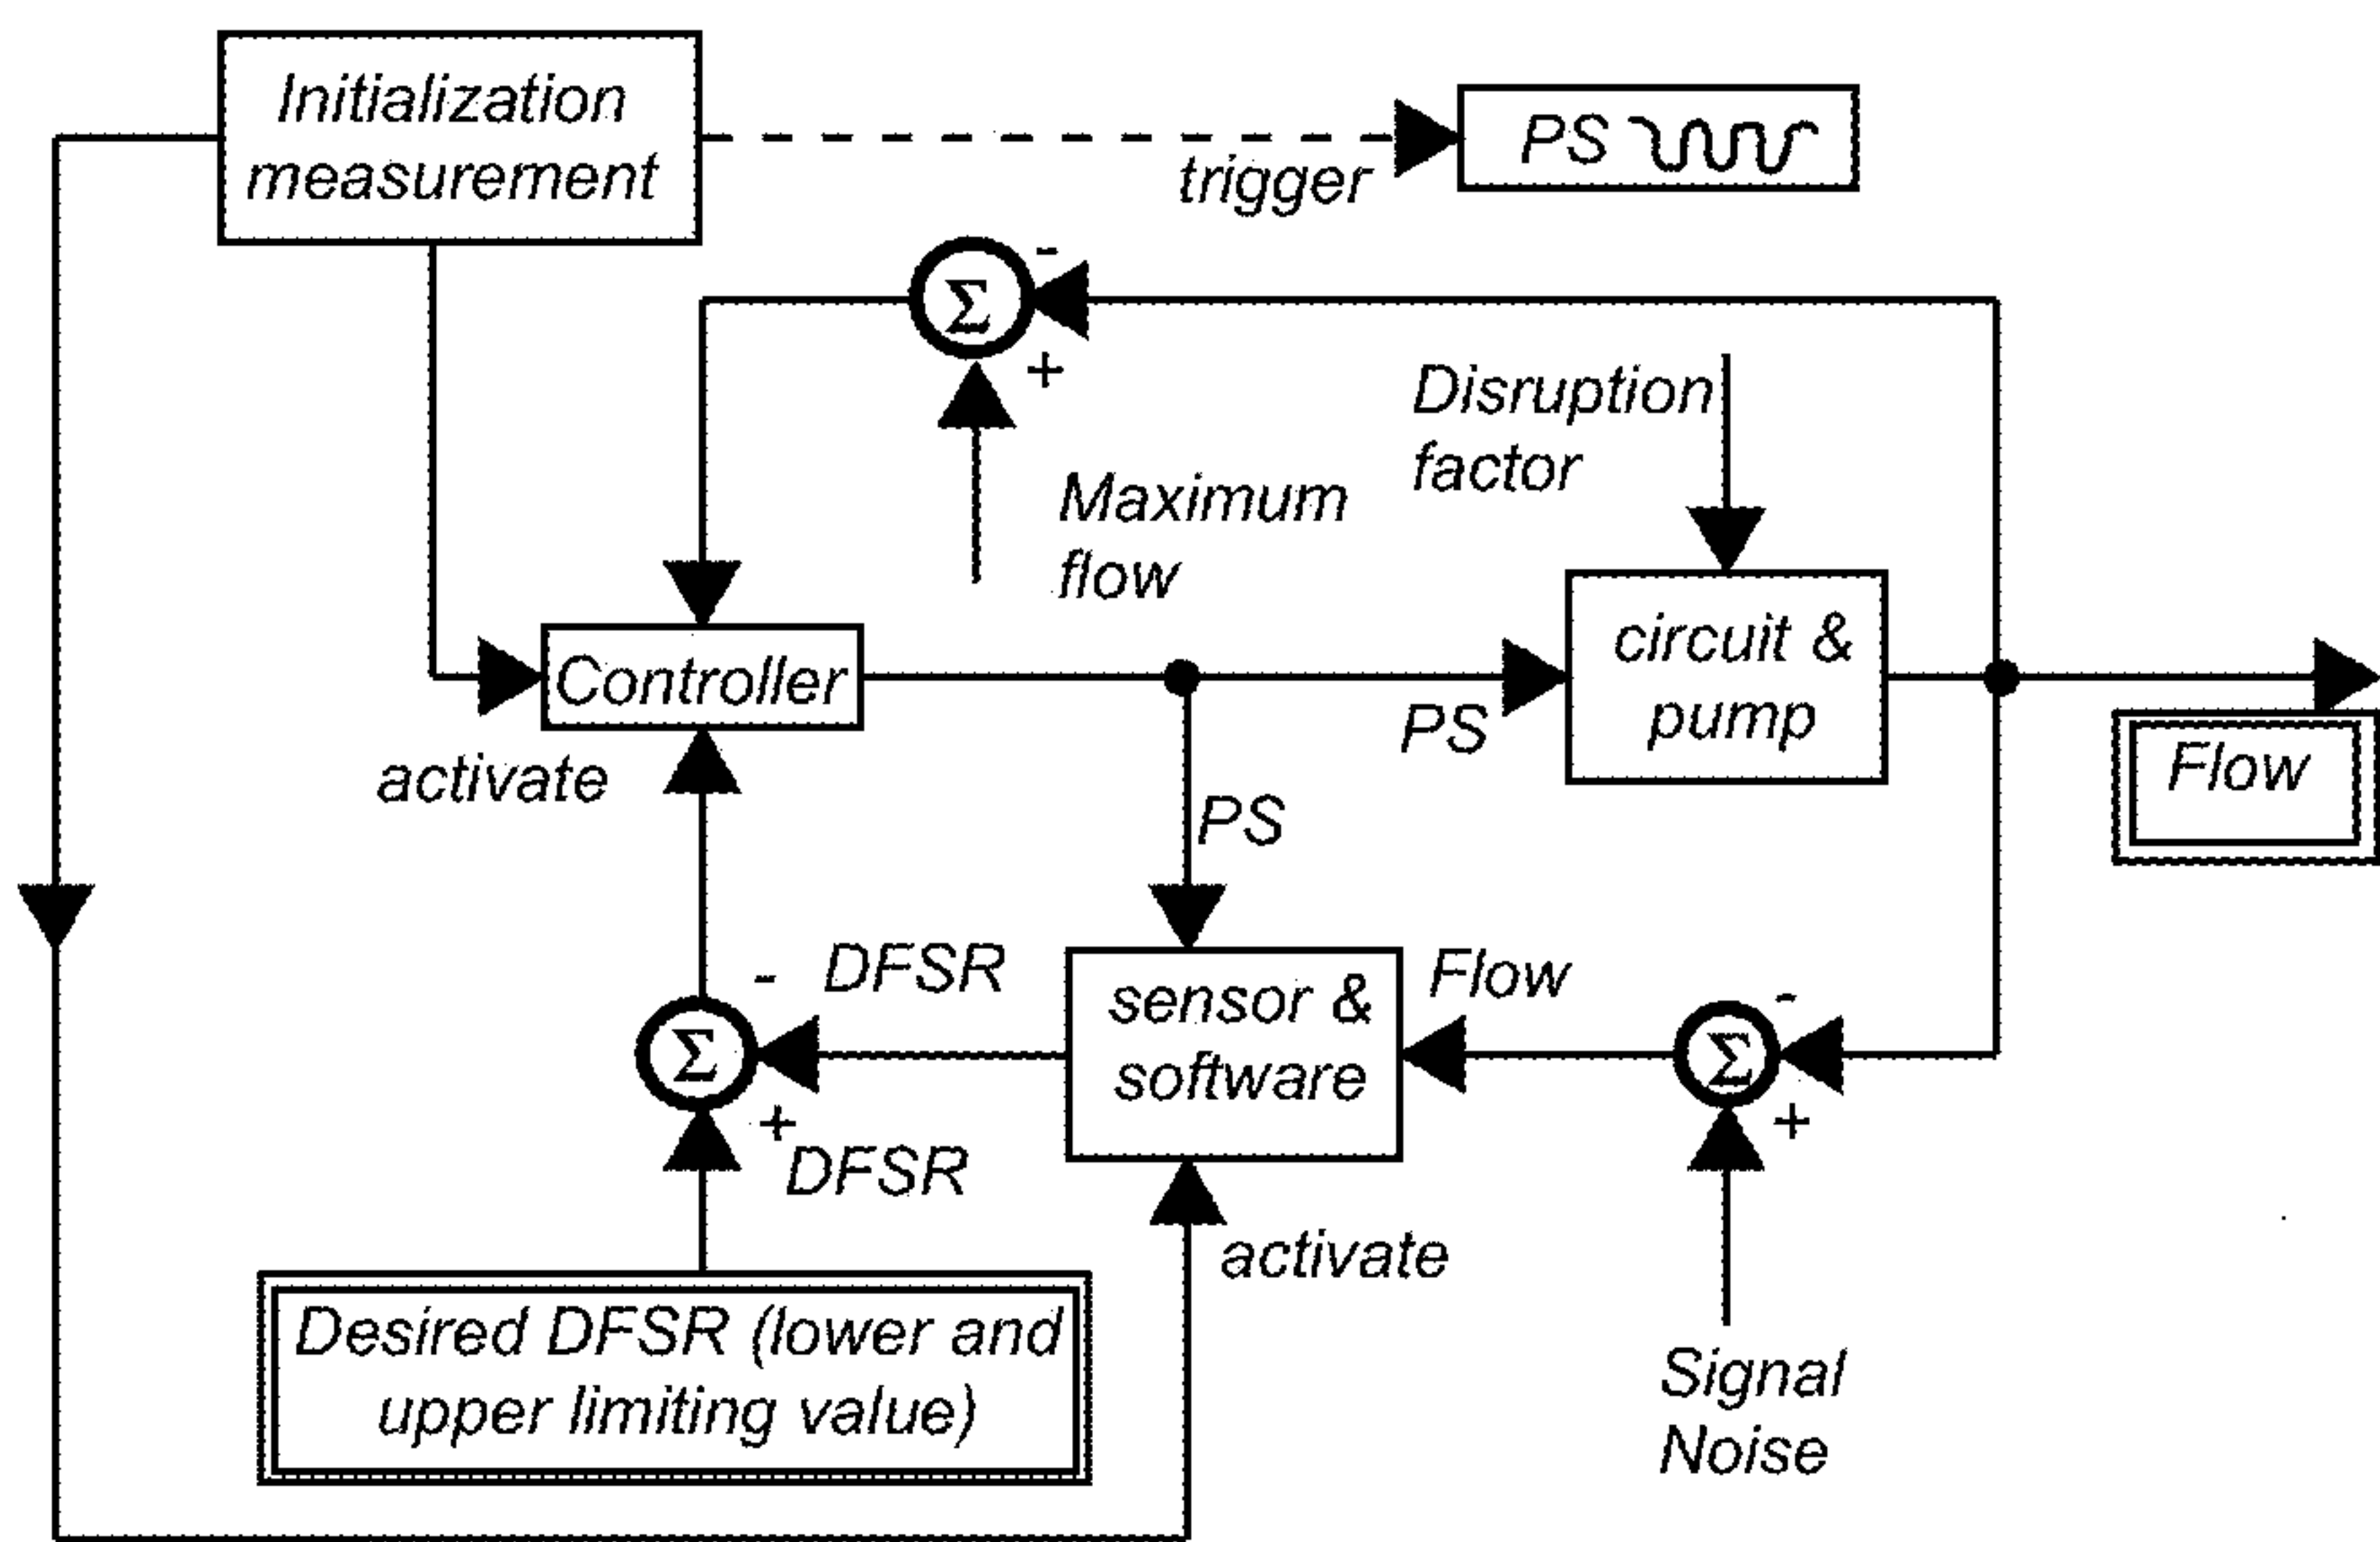 Initialization
measurement
trigger
PS
-
Σ
+
Disruption
factor
Maximum
flow
Controller
circuit &
pump
PS
activate
Flow
PS
- DFSR
sensor &
software
Flow
-
Σ
Σ
+
DFSR
+
activate
Desired DFSR (lower and
upper limiting value)
Signal
Noise